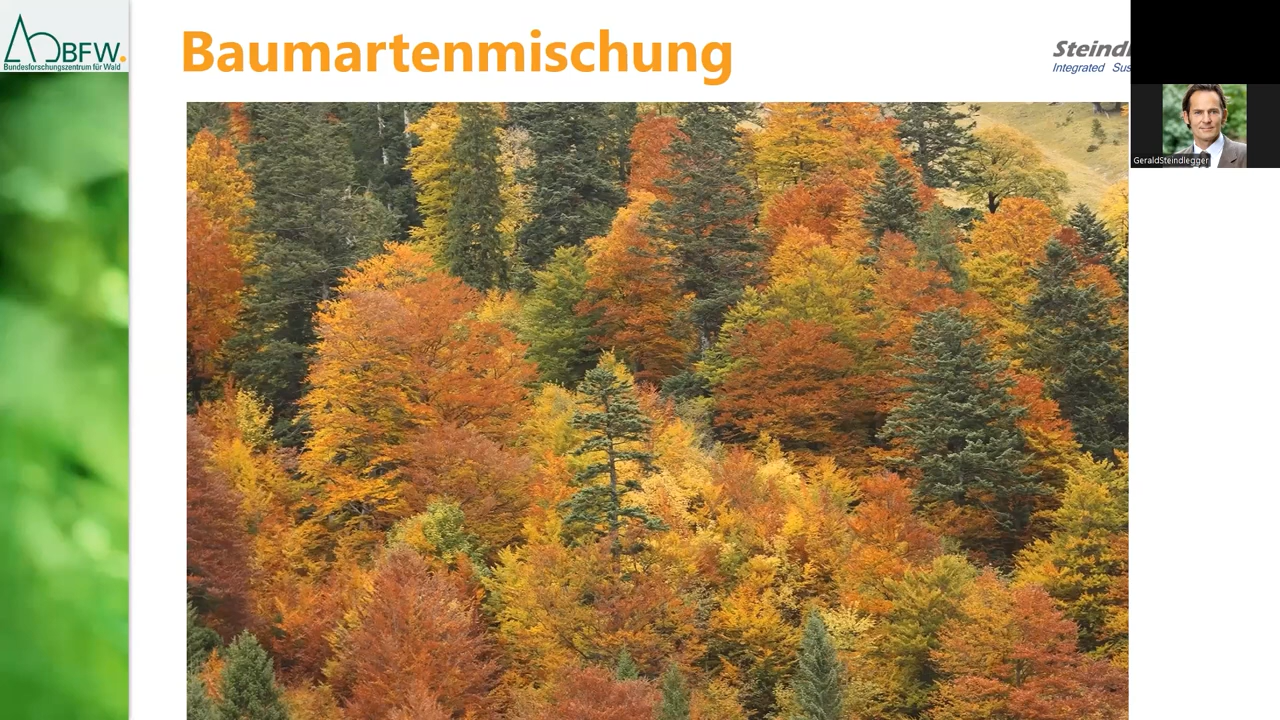 BFW.
Bundesforschungszentrum für Wald
Baumartenmischung
Steindl
Integrated Sus
GeraldSteindlegger